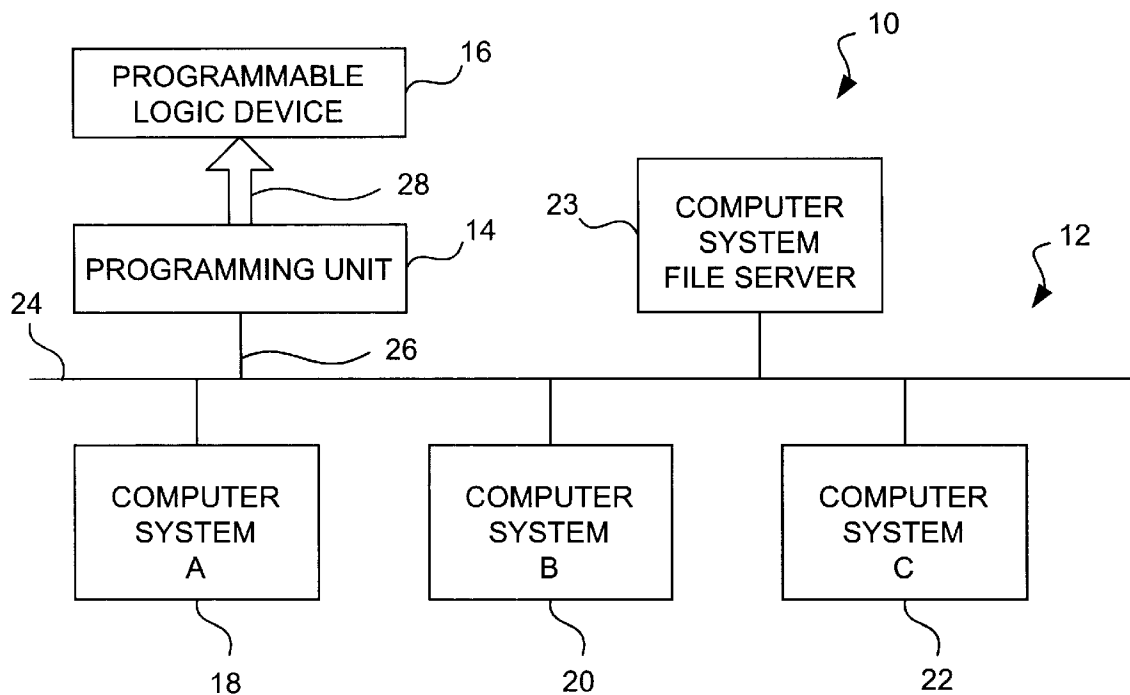 10
PROGRAMMABLE
LOGIC DEVICE
16
28
PROGRAMMING UNIT
14
23
COMPUTER
SYSTEM
FILE SERVER
12
24
26
COMPUTER
SYSTEM
A
COMPUTER
SYSTEM
B
COMPUTER
SYSTEM
C
18
20
22